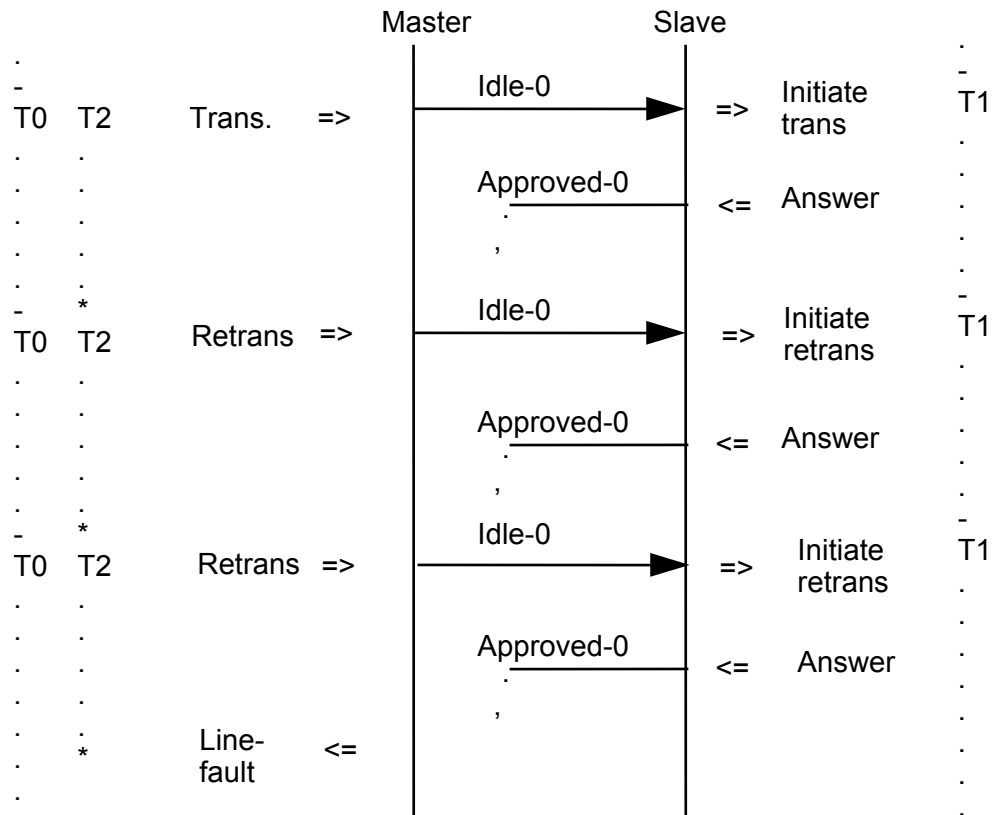 Master Slave
.
-
T0 T2 Trans. => Idle-0 => Initiate trans T1
Approved-0 <= Answer
. .
. .
. .
. .
. .
- *
T0 T2 Retrans => Idle-0 => Initiate retrans T1
Approved-0 <= Answer
. .
. .
. .
. .
. .
- *
T0 T2 Retrans => Idle-0 => Initiate retrans T1
Approved-0 <= Answer
. .
. .
. .
. .
. .
. * Line-fault <=
.